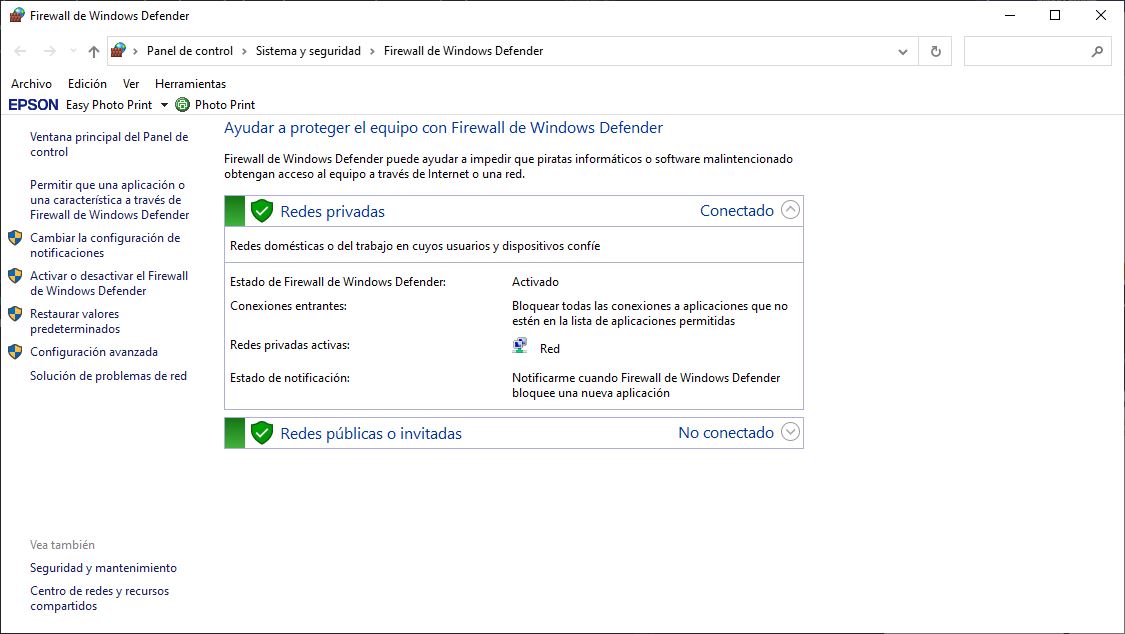 Firewall de Windows Defender
Panel de control
Sistema y seguridad
Firewall de Windows Defender
Archivo Edición Ver Herramientas
EPSON Easy Photo Print Photo Print
Ventana principal del Panel de
control
Permitir que una aplicación o
una característica a través de
Firewall de Windows Defender
Cambiar la configuración de
notificaciones
Activar o desactivar el Firewall
de Windows Defender
Restaurar valores
predeterminados
Configuración avanzada
Solución de problemas de red
Ayudar a proteger el equipo con Firewall de Windows Defender
Firewall de Windows Defender puede ayudar a impedir que piratas informáticos o software malintencionado
obtengan acceso al equipo a través de Internet o una red.
Redes privadas Conectado
Redes domésticas o del trabajo en cuyos usuarios y dispositivos confíe
Estado de Firewall de Windows Defender: Activado
Conexiones entrantes: Bloquear todas las conexiones a aplicaciones que no
estén en la lista de aplicaciones permitidas
Redes privadas activas: Red
Estado de notificación: Notificarme cuando Firewall de Windows Defender
bloquee una nueva aplicación
Redes públicas o invitadas No conectado
Vea también
Seguridad y mantenimiento
Centro de redes y recursos
compartidos